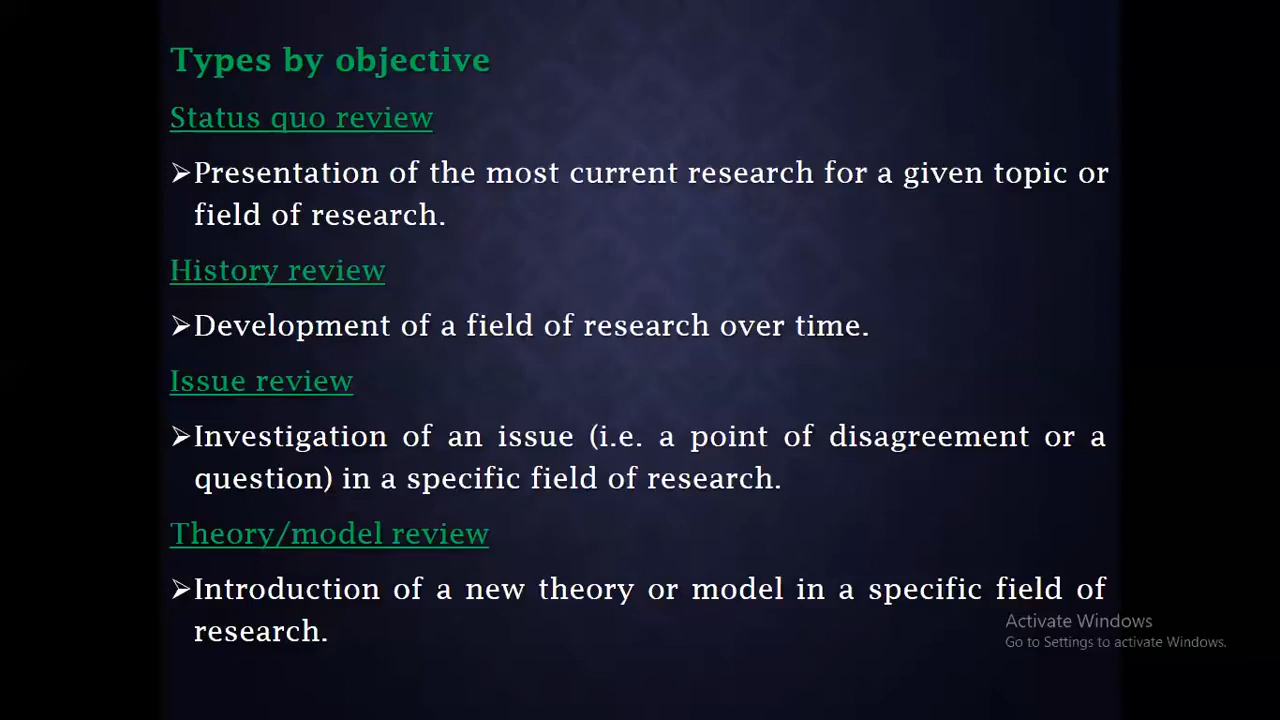 Types by objective
Status quo review
➢Presentation of the most current research for a given topic or
field of research.
History review
➢Development of a field of research over time.
Issue review
➢Investigation of an issue (i.e. a point of disagreement or a
question) in a specific field of research.
Theory/model review
➢Introduction of a new theory or model in a specific field of
research.
Activate Windows
Go to Settings to activate Windows.